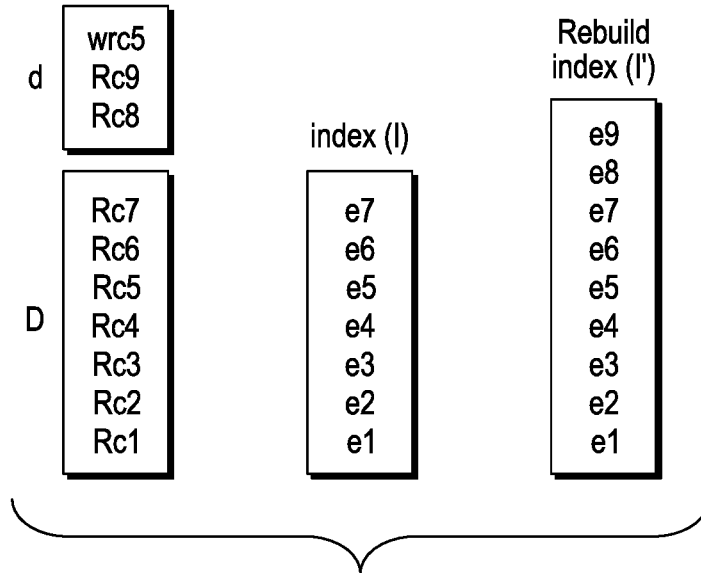 d
wrc5
Rc9
Rc8
D
Rc7
Rc6
Rc5
Rc4
Rc3
Rc2
Rc1
index (I)
e7
e6
e5
e4
e3
e2
e1
Rebuild
index (I')
e9
e8
e7
e6
e5
e4
e3
e2
e1